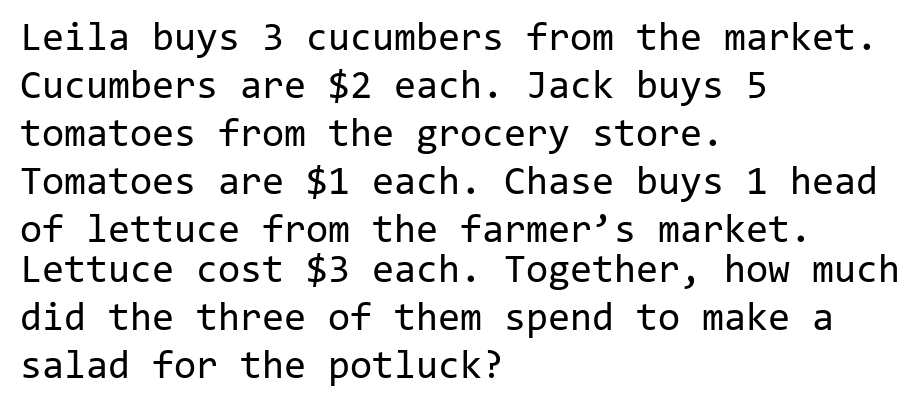 Leila buys 3 cucumbers from the market.
Cucumbers are $2 each. Jack buys 5
tomatoes from the grocery store.
Tomatoes are $1 each. Chase buys 1 head
of lettuce from the farmer’s market.
Lettuce cost $3 each. Together, how much
did the three of them spend to make a
salad for the potluck?